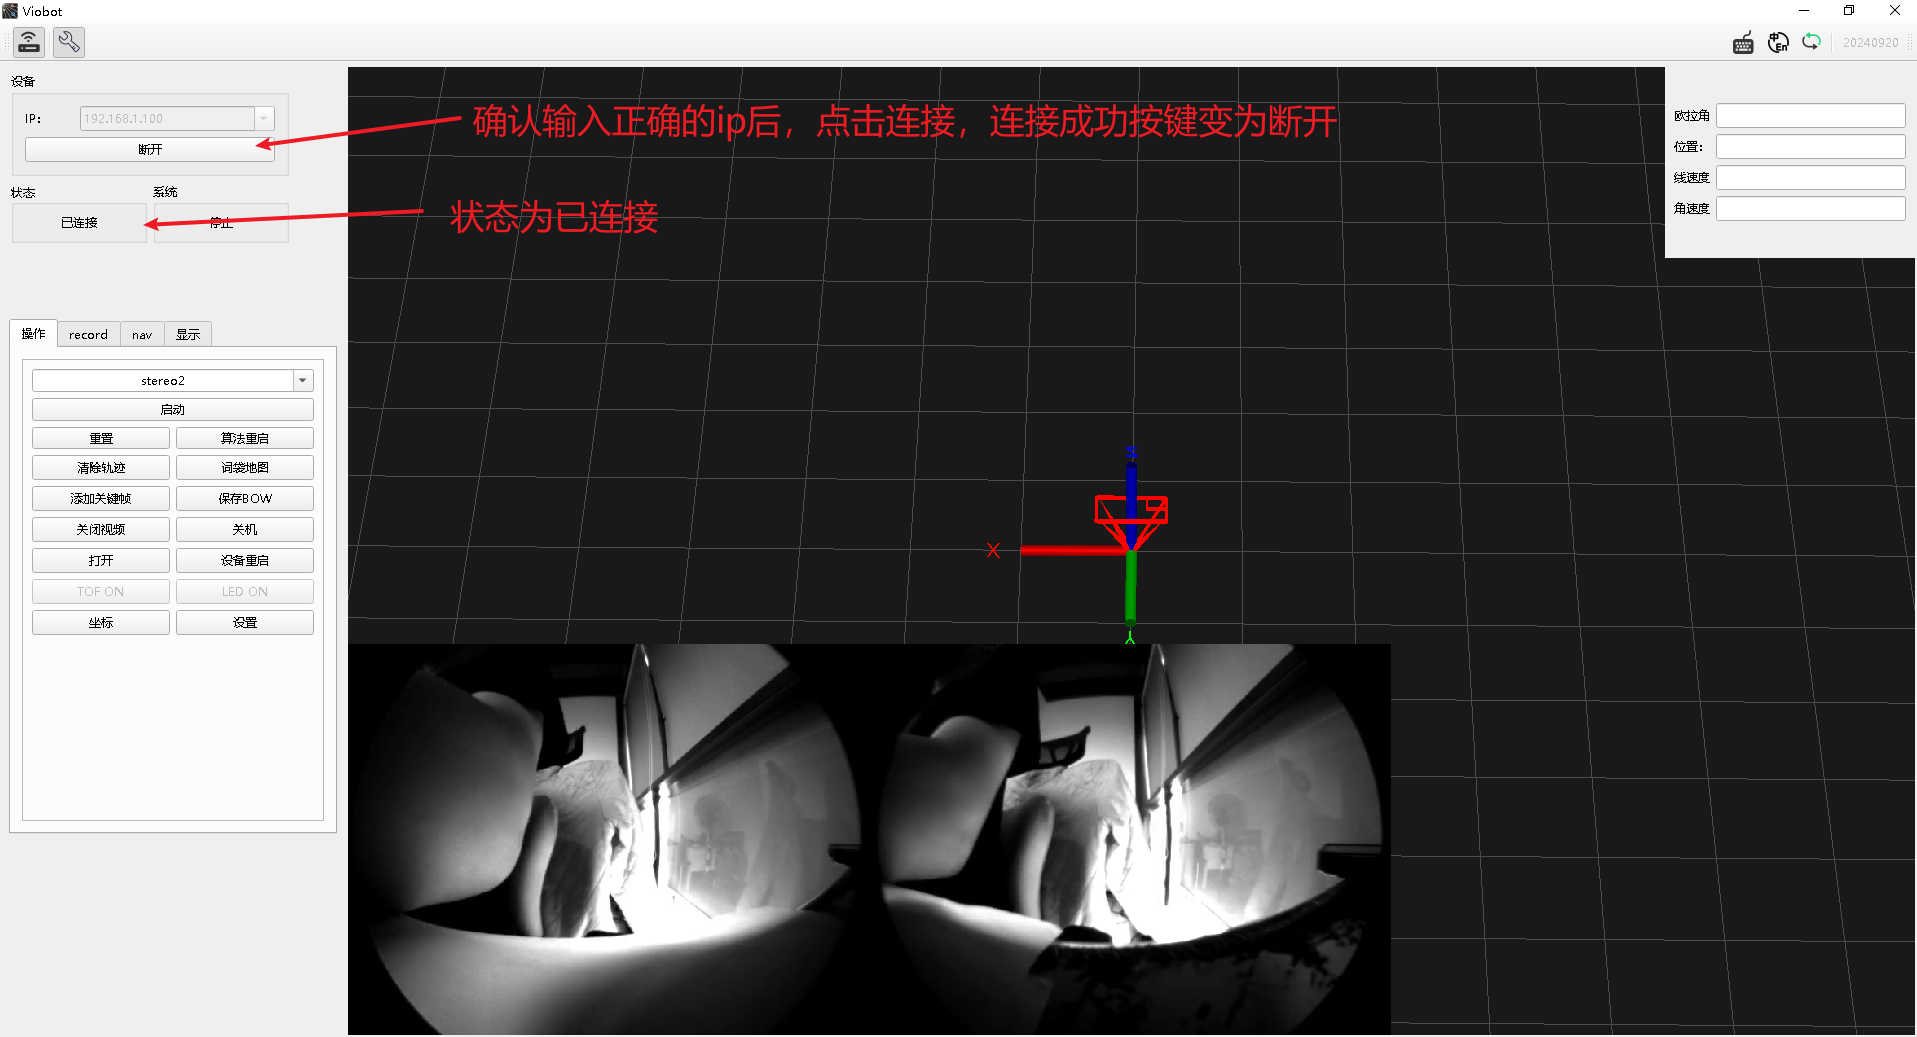 Viobot
20240920
设备
IP:
192.168.1.100
断开
状态
系统
已连接
停止
确认输入正确的ip后，点击连接，连接成功按键变为断开
状态为已连接
欧拉角
位置:
线速度
角速度
操作
record
nav
显示
stereo2
启动
重置
算法重启
清除轨迹
词袋地图
添加关键帧
保存BOW
关闭视频
关机
打开
设备重启
TOF ON
LED ON
坐标
设置
Z
X
Y